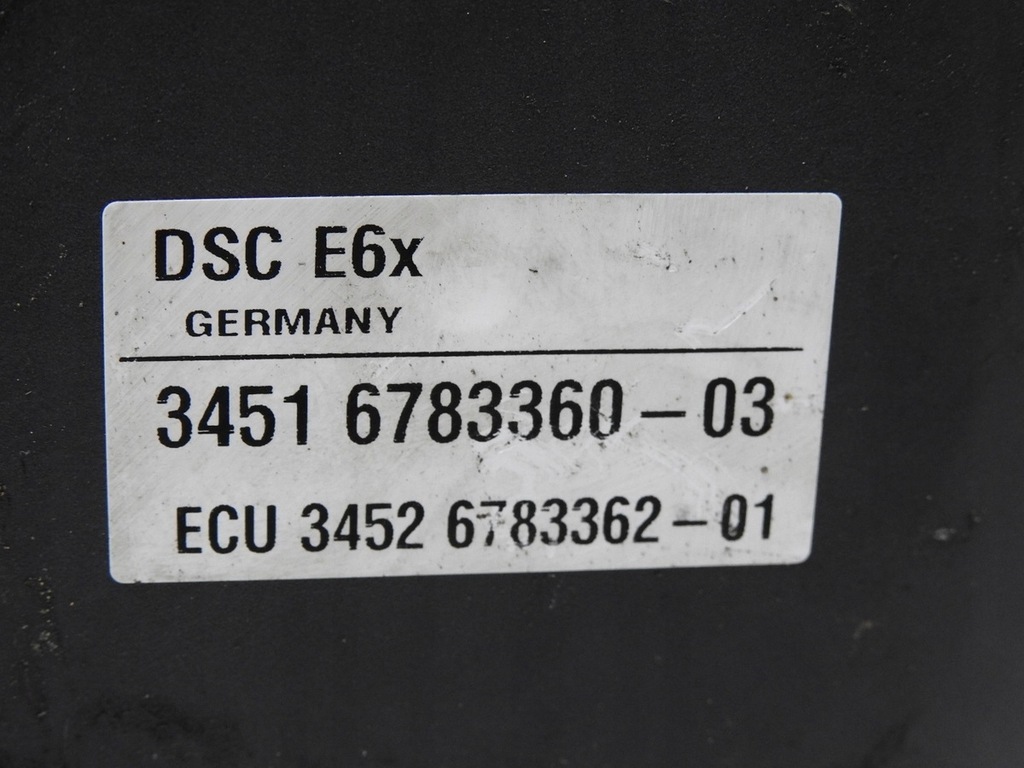 DSC E6x
GERMANY
3451 6783360-03
ECU 3452 6783362-01